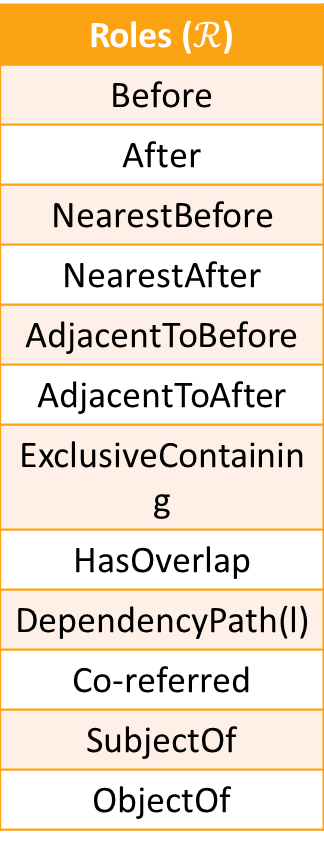 Roles (ℛ)
Before
After
NearestBefore
NearestAfter
AdjacentToBefore
AdjacentToAfter
ExclusiveContainin
g
HasOverlap
DependencyPath(l)
Co-referred
SubjectOf
ObjectOf